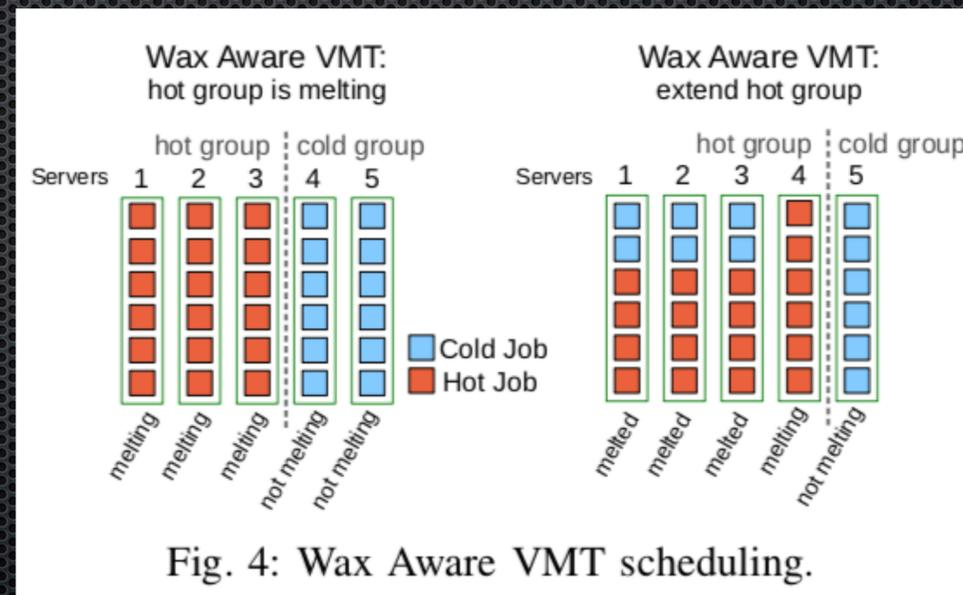 Wax Aware VMT:
hot group is melting
hot group cold group
Servers 1 2 3 4 5
melting melting melting not melting not melting
Cold Job
Hot Job
Wax Aware VMT:
extend hot group
hot group cold group
Servers 1 2 3 4 5
melted melted melted melting not melting
Fig. 4: Wax Aware VMT scheduling.